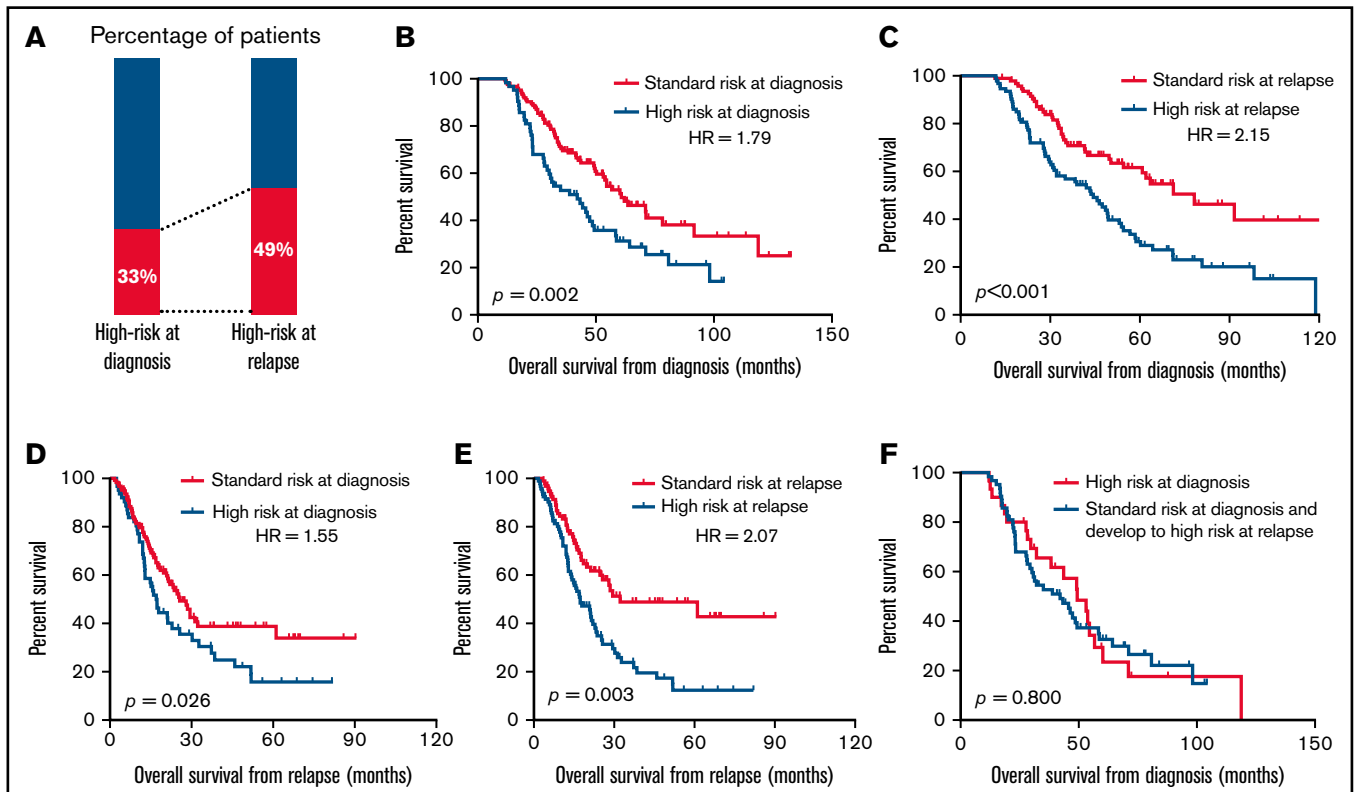 A
Percentage of patients
33%
49%
High-risk at
diagnosis
High-risk at
relapse
B
Percent survival
100
80
60
40
20
0
0 50 100 150
Standard risk at diagnosis
High risk at diagnosis
HR = 1.79
p = 0.002
Overall survival from diagnosis (months)
C
Percent survival
100
80
60
40
20
0
0 30 60 90 120
Standard risk at relapse
High risk at relapse
HR = 2.15
p<0.001
Overall survival from diagnosis (months)
D
Percent survival
100
80
60
40
20
0
0 30 60 90 120
Standard risk at diagnosis
High risk at diagnosis
HR = 1.55
p = 0.026
Overall survival from relapse (months)
E
Percent survival
100
80
60
40
20
0
0 30 60 90 120
Standard risk at relapse
High risk at relapse
HR = 2.07
p = 0.003
Overall survival from relapse (months)
F
Percent survival
100
80
60
40
20
0
0 50 100 150
High risk at diagnosis
Standard risk at diagnosis and
develop to high risk at relapse
p = 0.800
Overall survival from diagnosis (months)